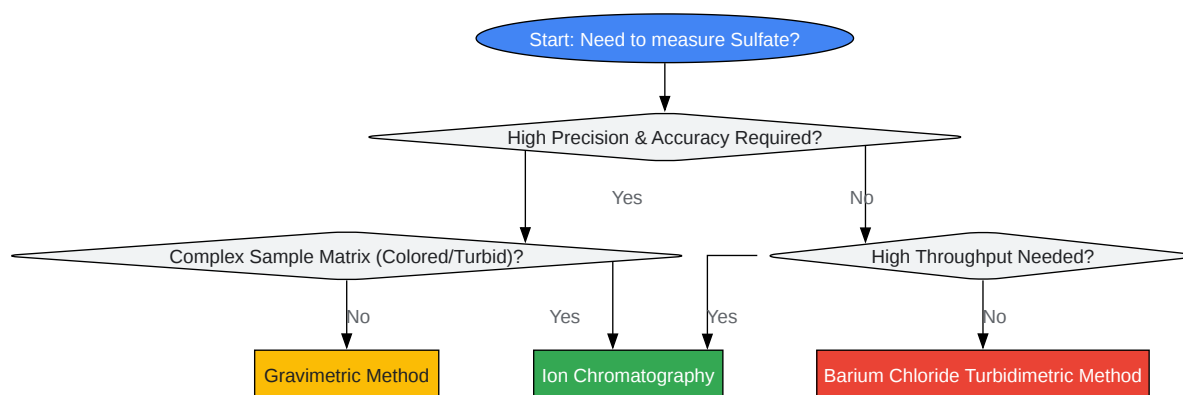 Start: Need to measure Sulfate?
High Precision & Accuracy Required?
Yes
No
Complex Sample Matrix (Colored/Turbid)?
High Throughput Needed?
No
Yes
Yes
No
Gravimetric Method
Ion Chromatography
Barium Chloride Turbidimetric Method